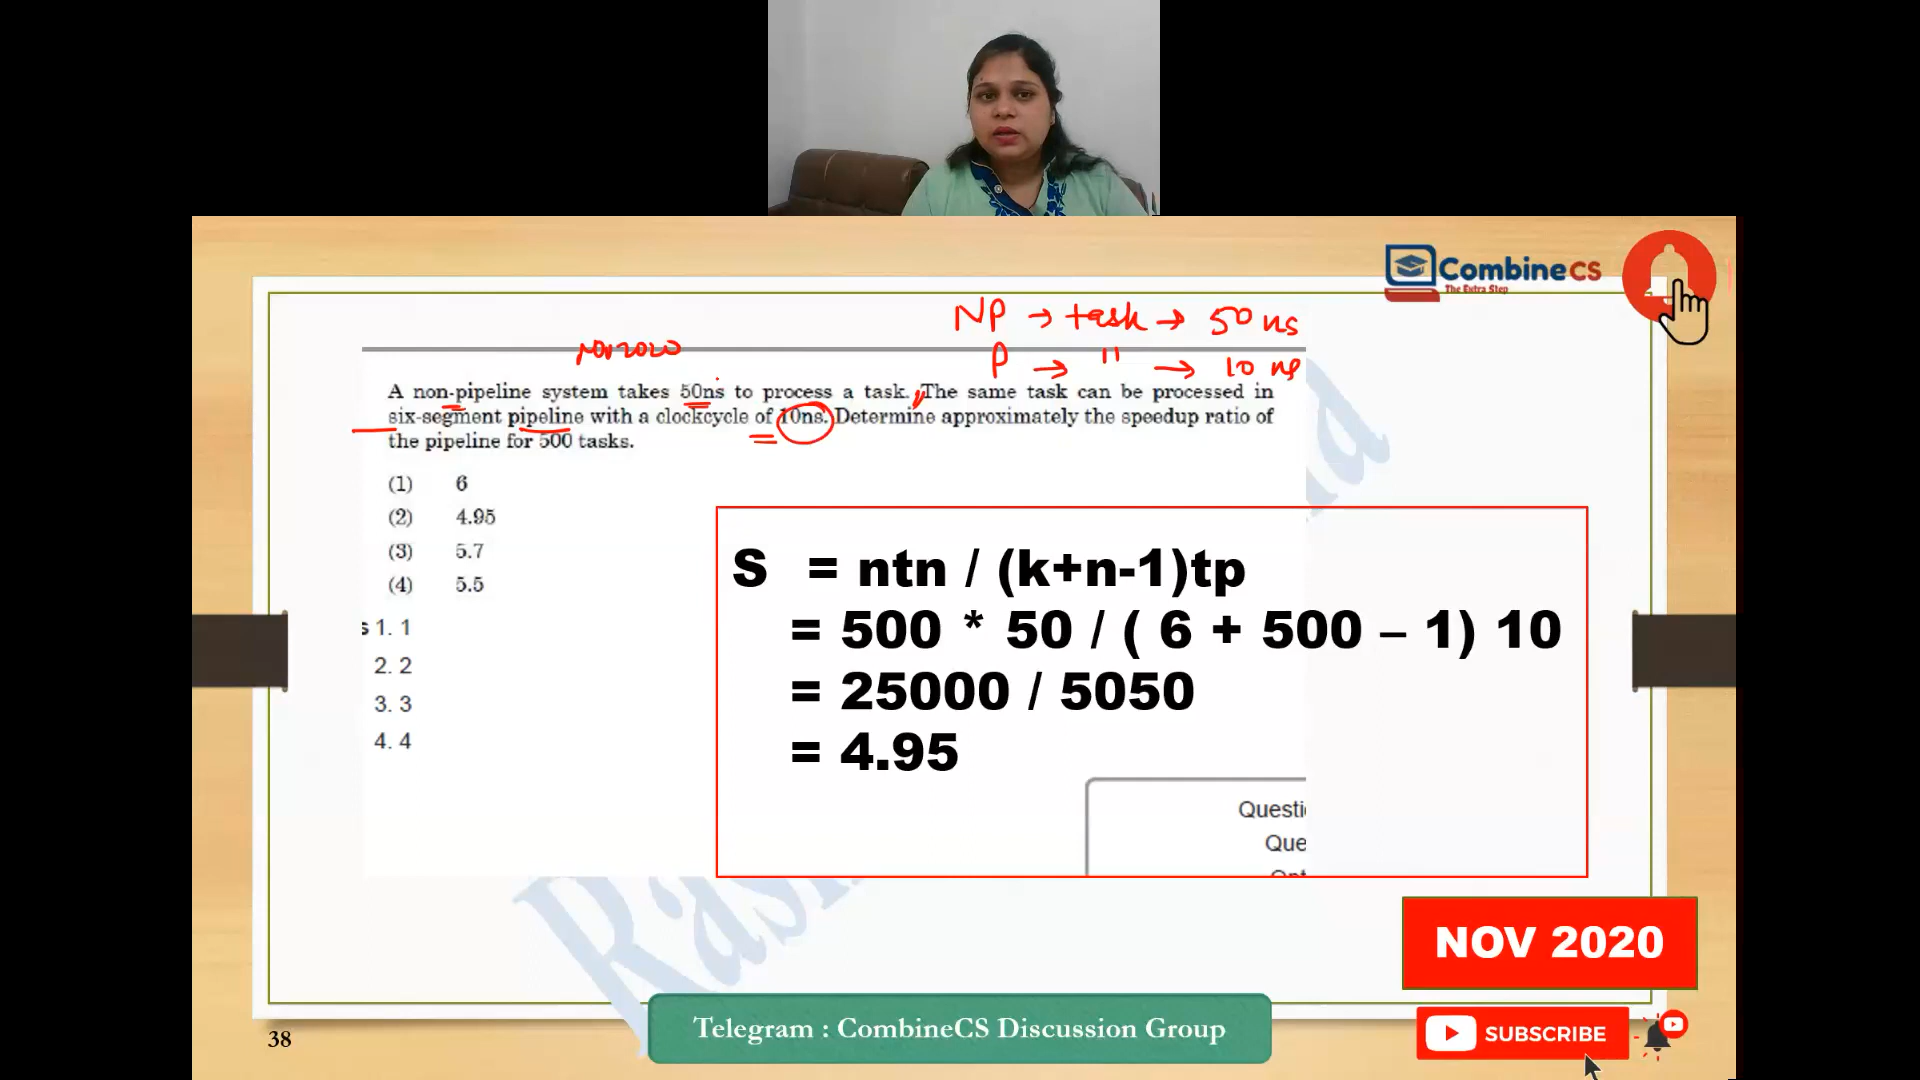 CombineCS
The Extra Step
NP → task → 50 ns
P → " → 10 ns
Nov 2020
A non-pipeline system takes 50ns to process a task. The same task can be processed in
six-segment pipeline with a clockcycle of 10ns. Determine approximately the speedup ratio of
the pipeline for 500 tasks.
(1) 6
(2) 4.95
(3) 5.7
(4) 5.5
s 1. 1
2. 2
3. 3
4. 4
S = ntn / (k+n-1)tp
= 500 * 50 / ( 6 + 500 – 1) 10
= 25000 / 5050
= 4.95
Questi
Que
NOV 2020
Telegram : CombineCS Discussion Group
SUBSCRIBE
38